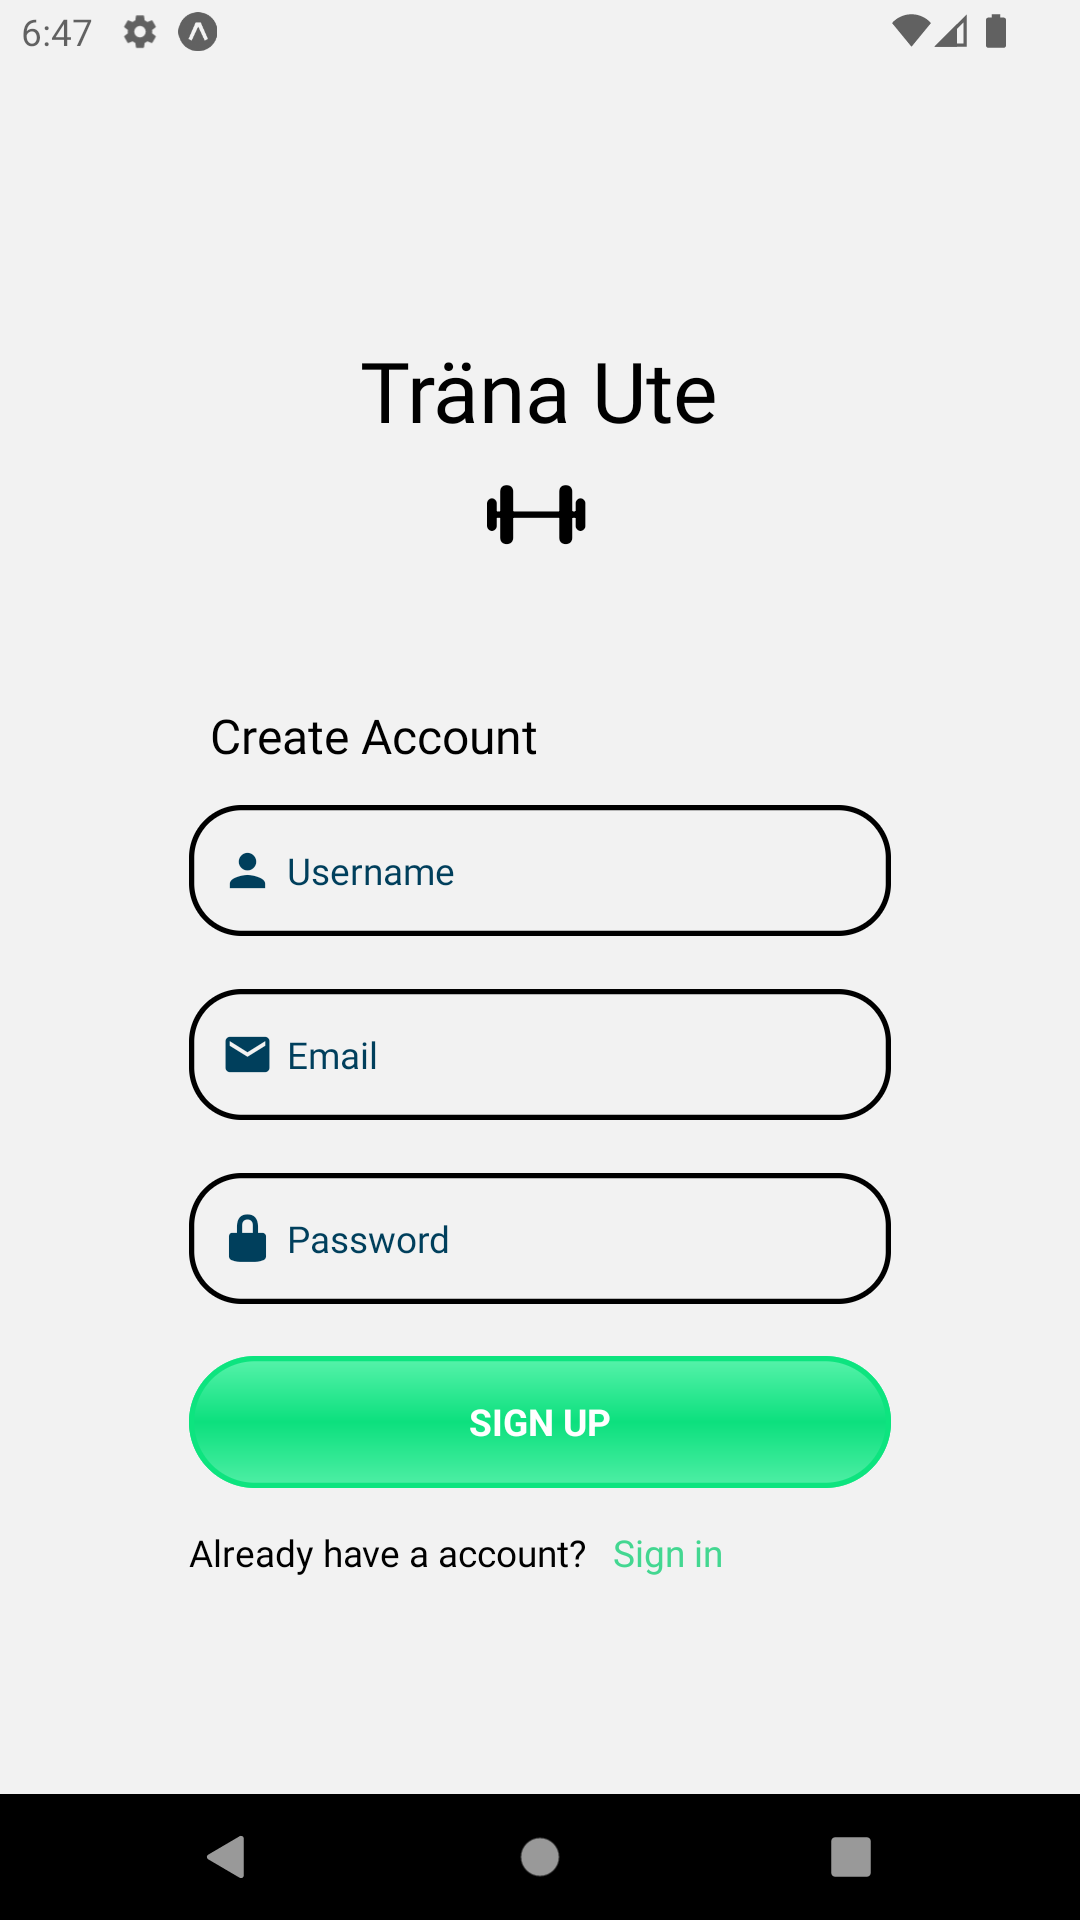 6:47
Träna Ute
Create Account
Username
Email
Password
SIGN UP
Already have a account? Sign in